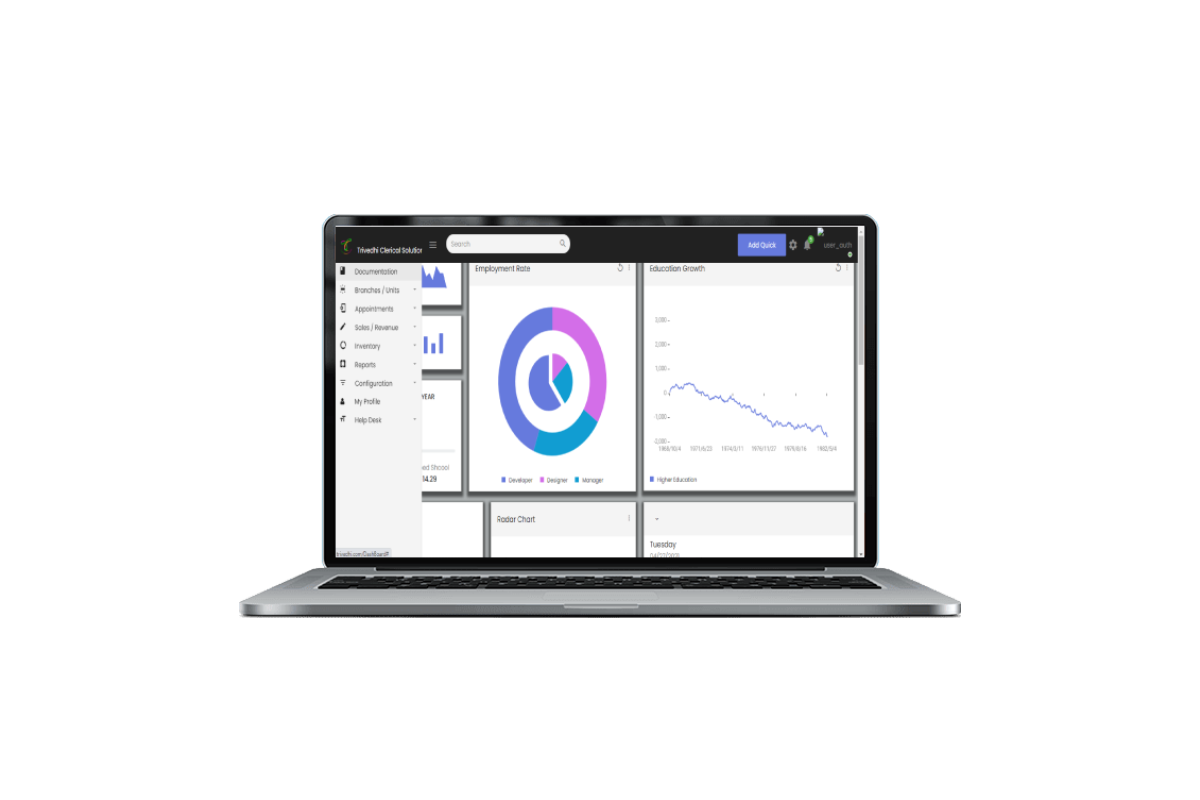 Trivedhi Clerical Solution
Search
Add Quick
user_auth
Documentation
Branches / Units
Appointments
Sales / Revenue
Inventory
Reports
Configuration
My Profile
Help Desk
trivedhi.com/DashBoard#
YEAR
ed Shcool
14.29
Employment Rate
Developer Designer Manager
Education Growth
3,000
2,000
1,000
0
-1,000
-2,000
1968/10/4 1971/6/23 1974/3/11 1976/11/27 1979/8/16 1982/5/4
Higher Education
Radar Chart
Tuesday